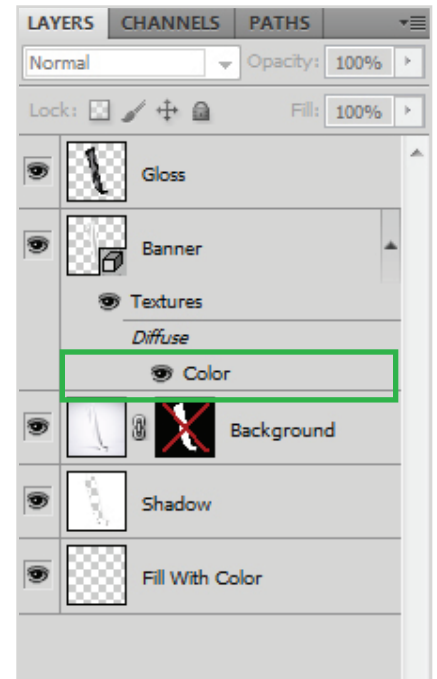 LAYERS CHANNELS PATHS
Normal Opacity: 100%
Lock: Fill: 100%
Gloss
Banner
Textures
Diffuse
Color
Background
Shadow
Fill With Color